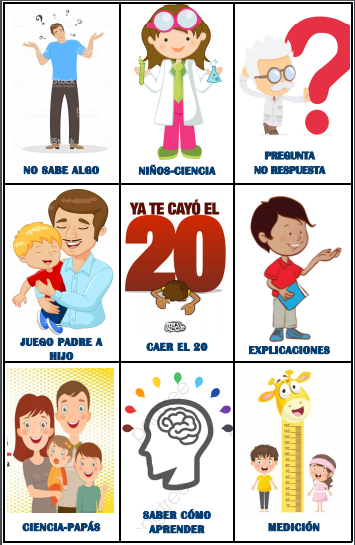 NO SABE ALGO
NIÑOS-CIENCIA
PREGUNTA
NO RESPUESTA
JUEGO PADRE A
HIJO
YA TE CAYÓ EL
20
CAER EL 20
EXPLICACIONES
CIENCIA-PAPÁS
SABER CÓMO
APRENDER
MEDICIÓN